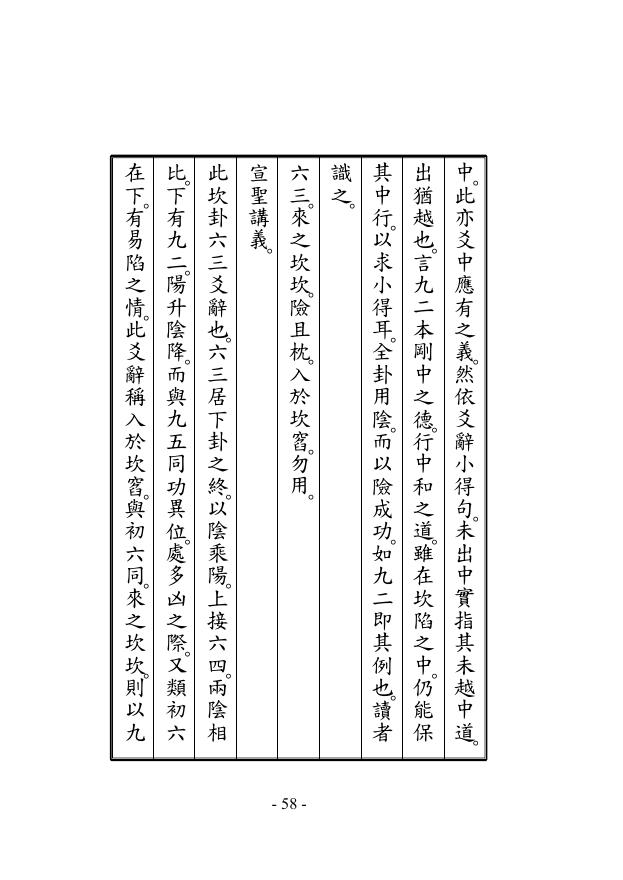 中。此亦爻中應有之義。然依爻辭小得句。未出中實指其未越中道。
出猶越也。言九二本剛中之德。行中和之道。雖在坎陷之中。仍能保
其中行。以求小得耳。全卦用陰。而以險成功。如九二即其例也。讀者
識之。
六三。來之坎坎。險且枕。入於坎窞。勿用。
宣聖講義。
此坎卦六三爻辭也。六三居下卦之終。以陰乘陽。上接六四。兩陰相
比。下有九二。陽升陰降。而與九五同功異位。處多凶之際。又類初六
在下。有易陷之情。此爻辭稱入於坎窞。與初六同。來之坎坎。則以九
- 58 -